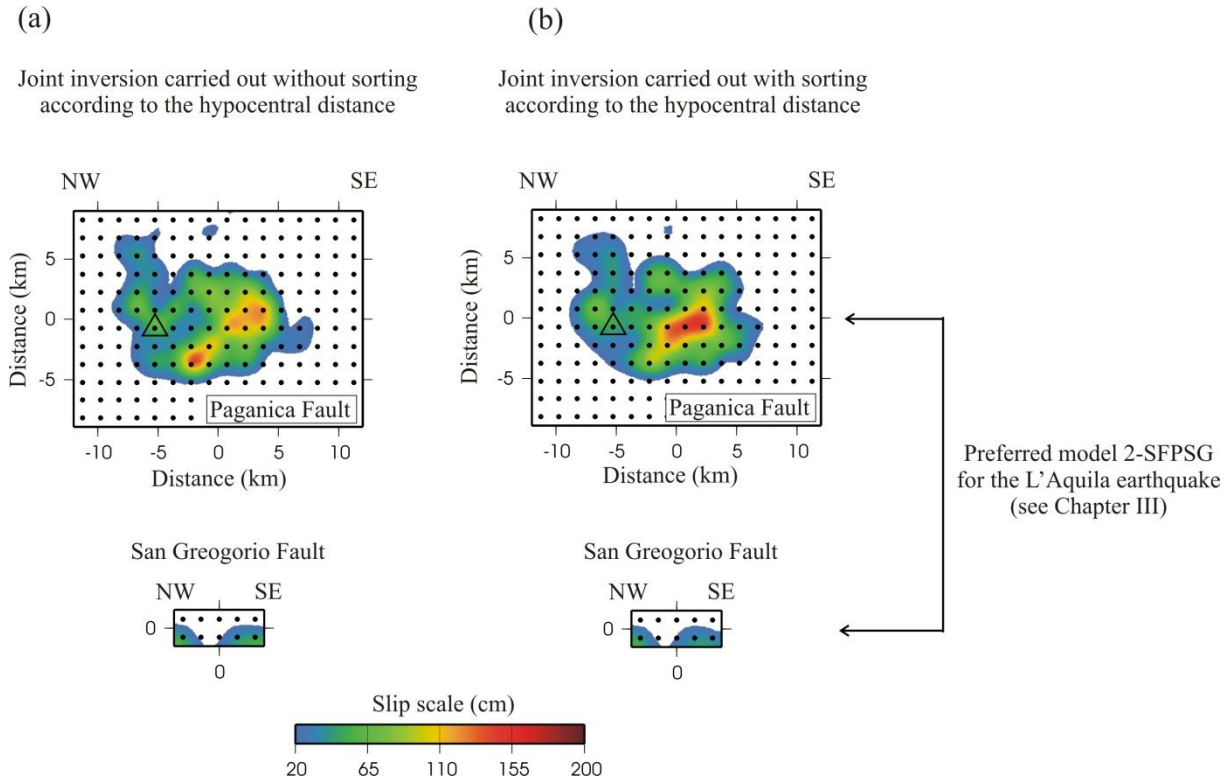 (a)
(b)
Joint inversion carried out without sorting
according to the hypocentral distance
Joint inversion carried out with sorting
according to the hypocentral distance
NW
SE
NW
SE
Distance (km)
5
0
-5
Paganica Fault
-10
-5
0
5
10
Distance (km)
Distance (km)
5
0
-5
Paganica Fault
-10
-5
0
5
10
Distance (km)
Preferred model 2-SFPSG
for the L'Aquila earthquake
(see Chapter III)
San Greogorio Fault
NW
SE
0
0
San Greogorio Fault
NW
SE
0
0
Slip scale (cm)
20
65
110
155
200